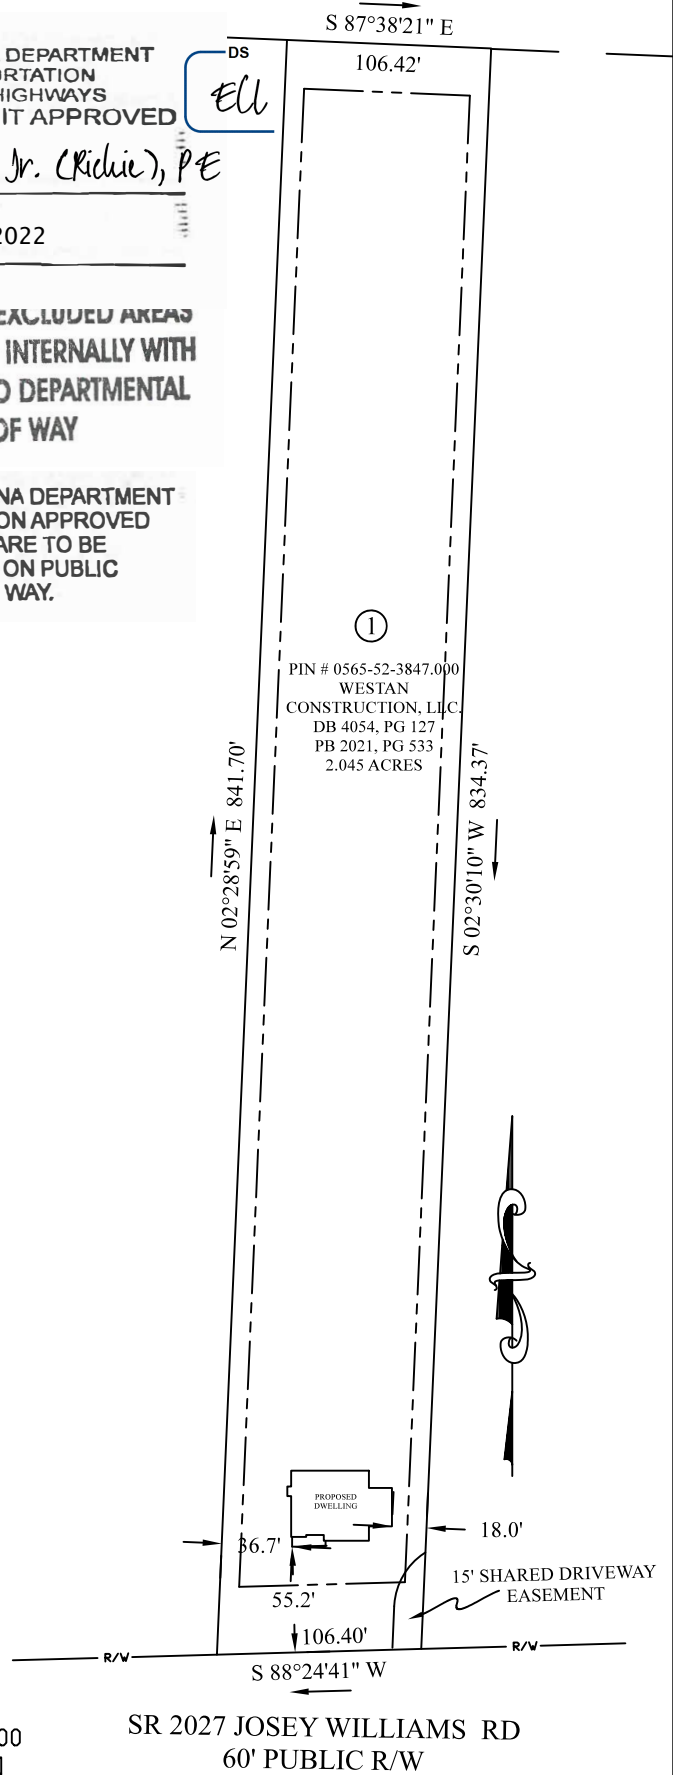 S 87°38'21" E
106.42'
DEPARTMENT
HIGHWAYS
IT APPROVED
DS
ELL
Jr. (Richie), PE
2022
EXCLUDED AREAS
INTERNALLY WITH
DEPARTMENTAL
OF WAY
NA DEPARTMENT
ON APPROVED
ARE TO BE
ON PUBLIC
WAY.
1
PIN # 0565-52-3847.000
WESTAN
CONSTRUCTION, LLC.
DB 4054, PG 127
PB 2021, PG 533
2.045 ACRES
N 02°28'59" E 841.70'
S 02°30'10" W 834.37'
PROPOSED
DWELLING
36.7'
18.0'
55.2'
15' SHARED DRIVEWAY
EASEMENT
106.40'
R/W
R/W
S 88°24'41" W
SR 2027 JOSEY WILLIAMS RD
60' PUBLIC R/W
00